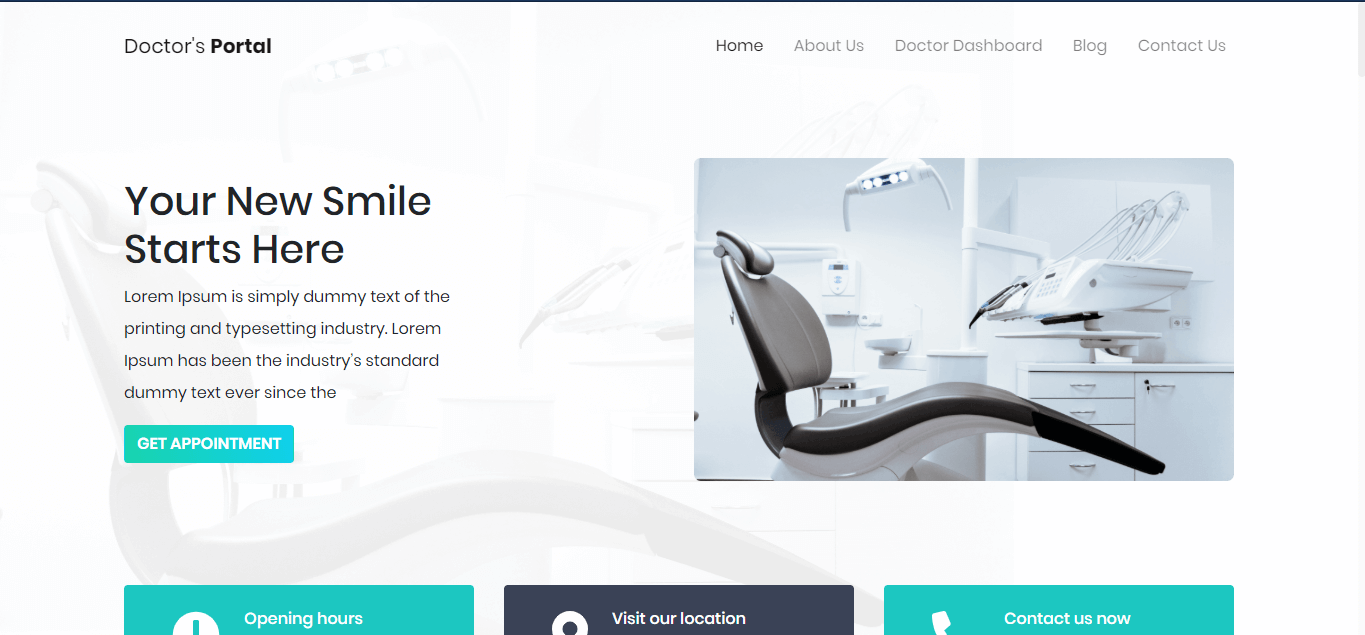 Doctor's Portal
Home About Us Doctor Dashboard Blog Contact Us
Your New Smile
Starts Here
Lorem Ipsum is simply dummy text of the
printing and typesetting industry. Lorem
Ipsum has been the industry's standard
dummy text ever since the
GET APPOINTMENT
Opening hours
Visit our location
Contact us now